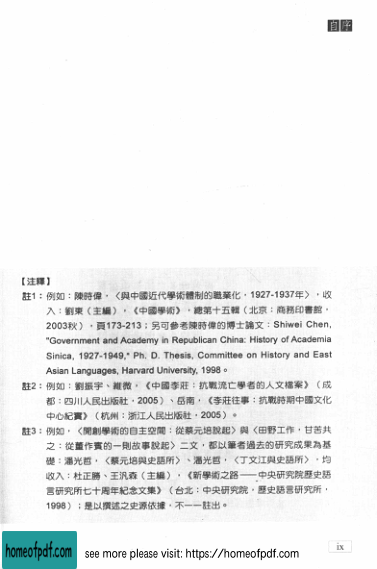 自序
【注釋】
註1：例如：陳時偉，〈與中國近代學術體制的職業化，1927-1937年〉，收
入：劉東（主編），《中國學術》，總第十五輯（北京：商務印書館，
2003秋），頁173-213；另可參考陳時偉的博士論文：Shiwei Chen,
"Government and Academy in Republican China: History of Academia
Sinica, 1927-1949," Ph. D. Thesis, Committee on History and East
Asian Languages, Harvard University, 1998。
註2：例如：劉振宇、維微，《中國李莊：抗戰流亡學者的人文檔案》（成
都：四川人民出版社，2005）、岳南，《李莊往事：抗戰時期中國文化
中心紀實》（杭州：浙江人民出版社，2005）。
註3：例如，〈開創學術的自主空間：從蔡元培說起〉與〈田野工作，甘苦共
之：從董作賓的一則故事說起〉二文，都以筆者過去的研究成果為基
礎：潘光哲，〈蔡元培與史語所〉、潘光哲，〈丁文江與史語所〉，均
收入：杜正勝、王汎森（主編），《新學術之路——中央研究院歷史語
言研究所七十周年紀念文集》（台北：中央研究院．歷史語言研究所，
1998）；是以撰述之史源依據，不一一註出。
ix
homeofpdf.com
see more please visit: https://homeofpdf.com